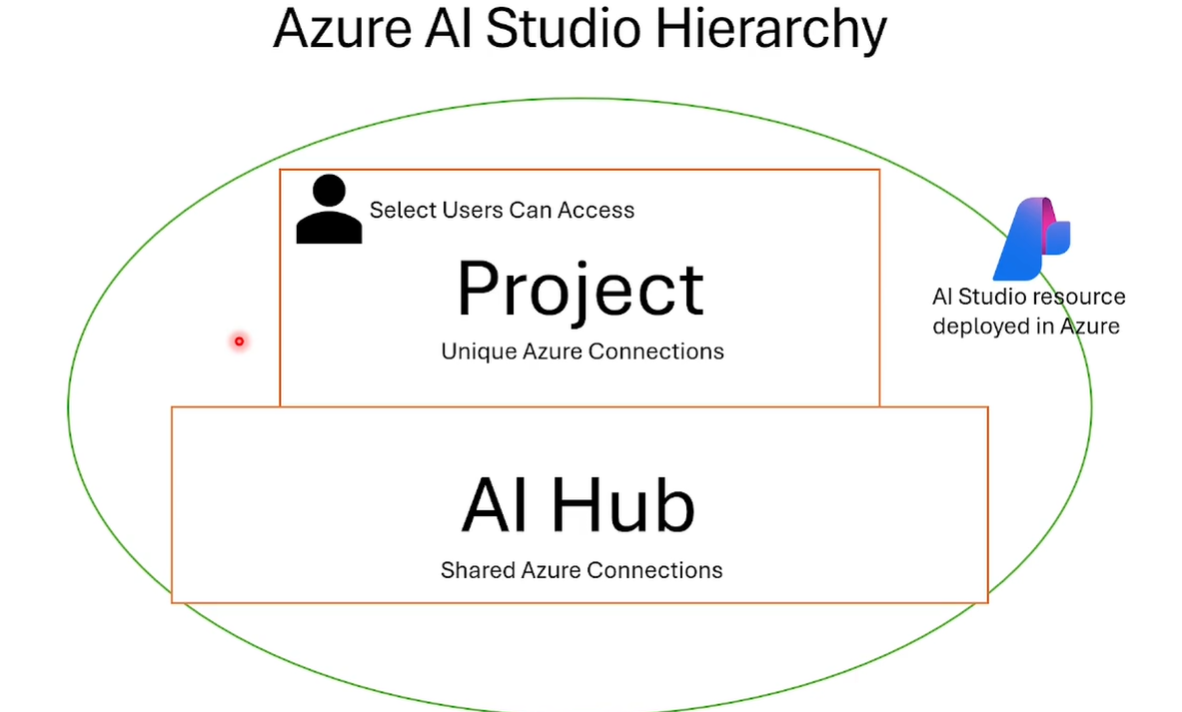 Azure AI Studio Hierarchy
Select Users Can Access
Project
Unique Azure Connections
AI Studio resource
deployed in Azure
AI Hub
Shared Azure Connections